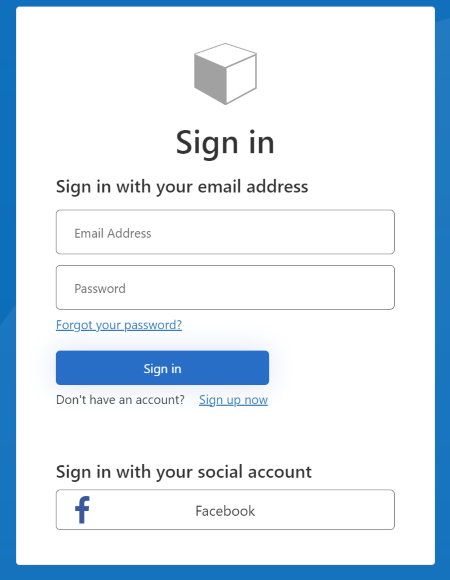 Sign in
Sign in with your email address
Email Address
Password
Forgot your password?
Sign in
Don't have an account? Sign up now
Sign in with your social account
Facebook